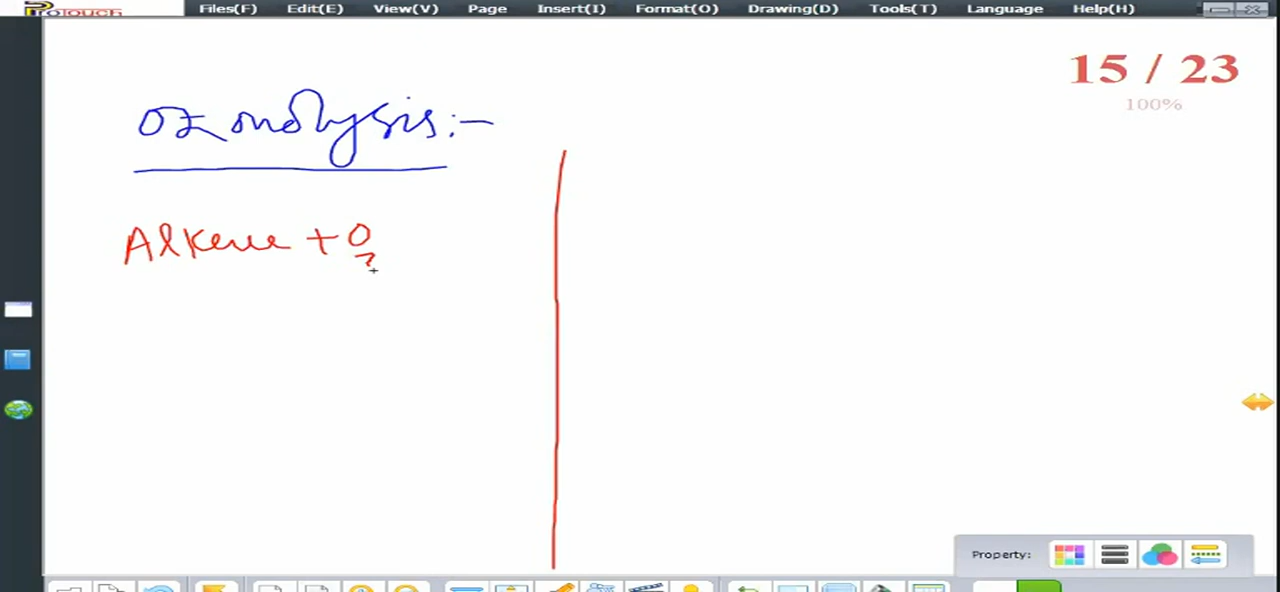 Files(F) Edit(E) View(V) Page Insert(I) Format(O) Drawing(D) Tools(T) Language Help(H)
15 / 23
100%
Ozonolysis:-
Alkene + O3
Property: